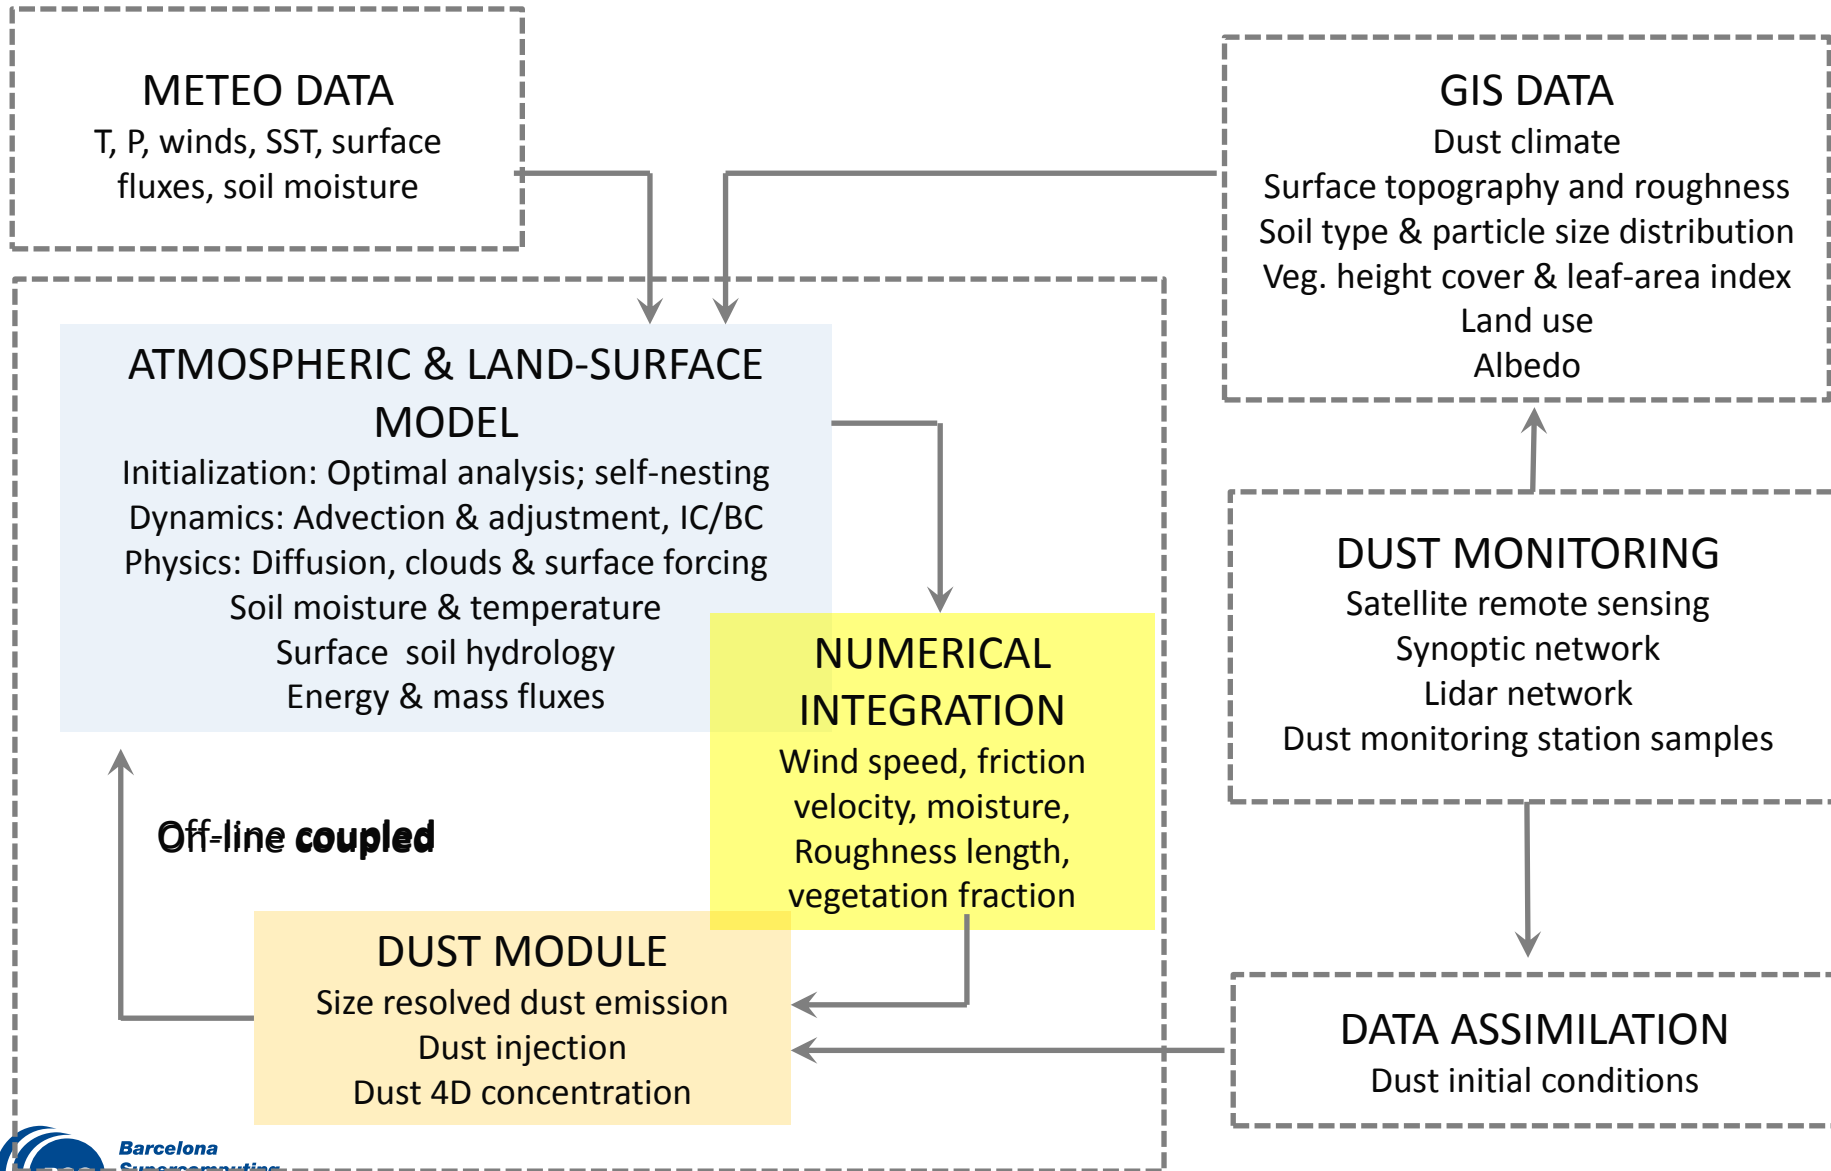 METEO DATA
T, P, winds, SST, surface
fluxes, soil moisture
GIS DATA
Dust climate
Surface topography and roughness
Soil type & particle size distribution
Veg. height cover & leaf-area index
Land use
Albedo
ATMOSPHERIC & LAND-SURFACE
MODEL
Initialization: Optimal analysis; self-nesting
Dynamics: Advection & adjustment, IC/BC
Physics: Diffusion, clouds & surface forcing
Soil moisture & temperature
Surface soil hydrology
Energy & mass fluxes
NUMERICAL
INTEGRATION
Wind speed, friction
velocity, moisture,
Roughness length,
vegetation fraction
DUST MONITORING
Satellite remote sensing
Synoptic network
Lidar network
Dust monitoring station samples
Off-line coupled
DUST MODULE
Size resolved dust emission
Dust injection
Dust 4D concentration
DATA ASSIMILATION
Dust initial conditions
Barcelona
Supercomputing